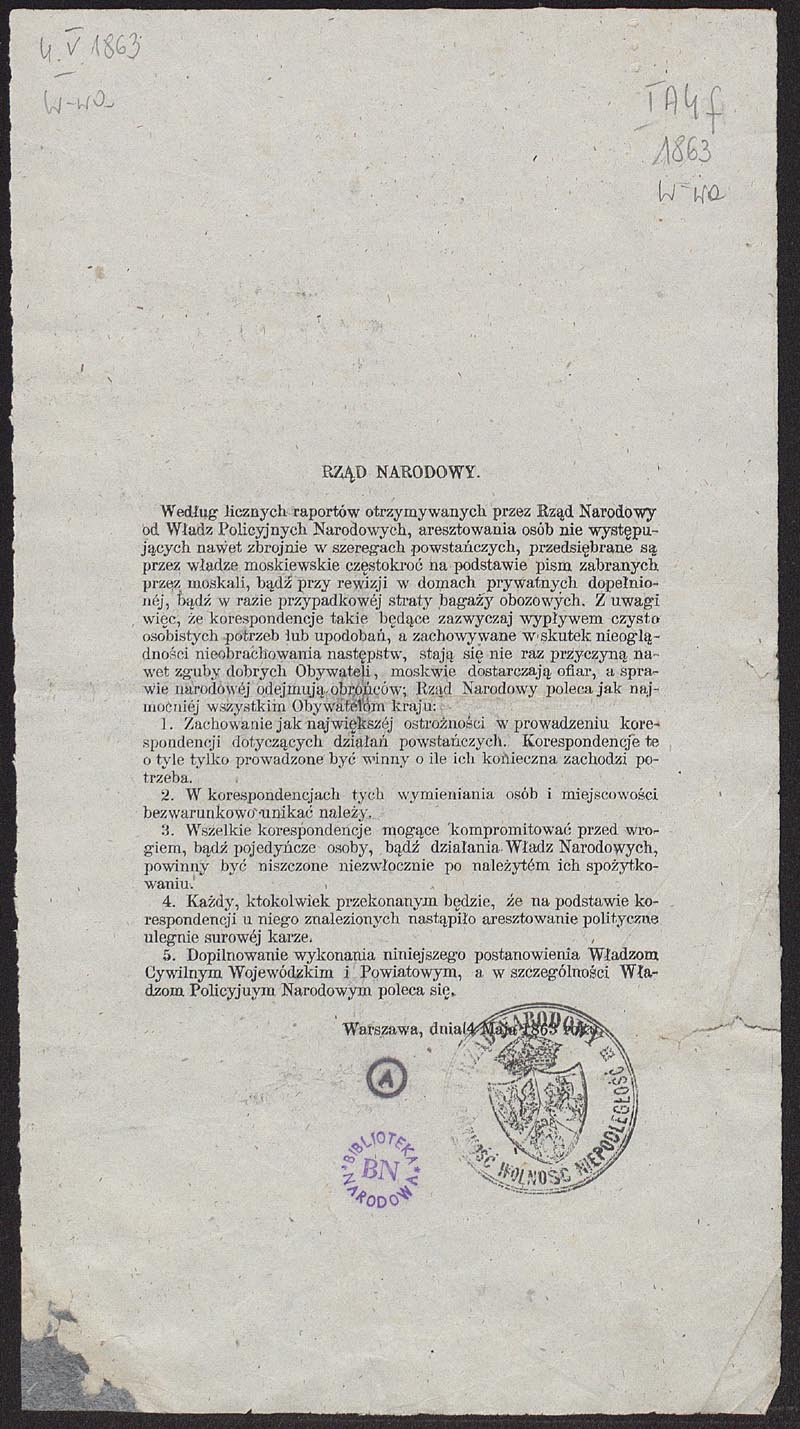 4. V 1863
W-wa
I A 4 f
1863
W-wa
RZĄD NARODOWY.
Według licznych raportów otrzymywanych przez Rząd Narodowy
od Władz Policyjnych Narodowych, aresztowania osób nie występu-
jących nawet zbrojnie w szeregach powstańczych, przedsiębrane są
przez władze moskiewskie częstokroć na podstawie pism zabranych
przez moskali, bądź przy rewizji w domach prywatnych dopełnio-
néj, bądź w razie przypadkowéj straty bagaży obozowych. Z uwagi
więc, że korespondencje takie będące zazwyczaj wypływem czysto
osobistych potrzeb lub upodobań, a zachowywane w skutek nieoglą-
dności nieobrachowania następstw, stają się nie raz przyczyną na-
wet zguby dobrych Obywateli, moskwie dostarczają ofiar, a spra-
wie narodowéj odejmują obrońców; Rząd Narodowy poleca jak naj-
mocniéj wszystkim Obywatelom kraju:
1. Zachowanie jak największéj ostrożności w prowadzeniu kore-
spondencji dotyczących działań powstańczych. Korespondencje te
o tyle tylko prowadzone być winny o ile ich konieczna zachodzi po-
trzeba.
2. W korespondencjach tych wymieniania osób i miejscowości
bezwarunkowo unikać należy.
3. Wszelkie korespondencje mogące kompromitować przed wro-
giem, bądź pojedyńcze osoby, bądź działania Władz Narodowych,
powinny być niszczone niezwłocznie po należytém ich spożytko-
waniu.
4. Każdy, ktokolwiek przekonanym będzie, że na podstawie ko-
respondencji u niego znalezionych nastąpiło aresztowanie polityczne
ulegnie surowéj karze.
5. Dopilnowanie wykonania niniejszego postanowienia Władzom
Cywilnym Wojewódzkim i Powiatowym, a w szczególności Wła-
dzom Policyjuym Narodowym poleca się.
Warszawa, dnia 4 Maja 1863 roku.
RZĄD NARODOWY
WOLNOŚĆ NIEPODLEGŁOŚĆ
A
BIBLIOTEKA
BN
NARODOWA